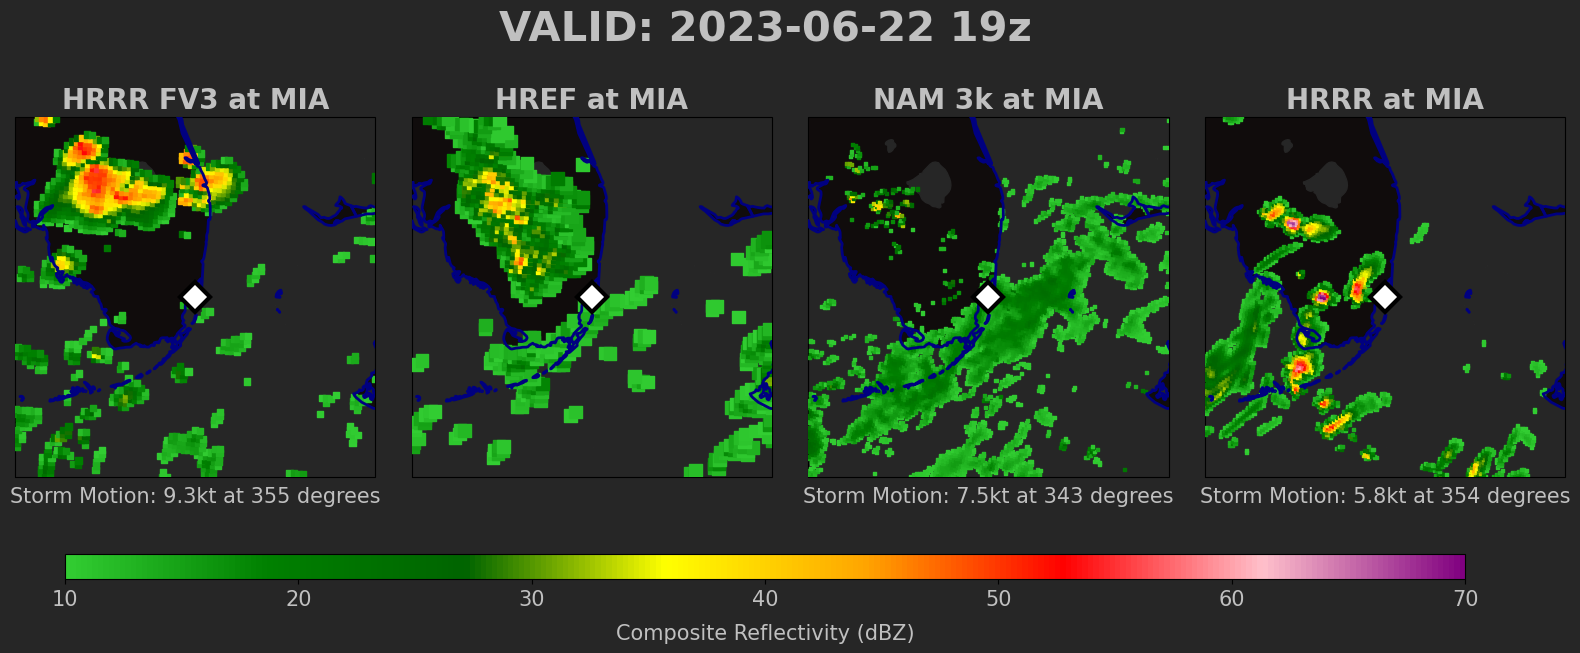 VALID: 2023-06-22 19z
HRRR FV3 at MIA
HREF at MIA
NAM 3k at MIA
HRRR at MIA
Storm Motion: 9.3kt at 355 degrees
Storm Motion: 7.5kt at 343 degrees
Storm Motion: 5.8kt at 354 degrees
10 20 30 40 50 60 70
Composite Reflectivity (dBZ)